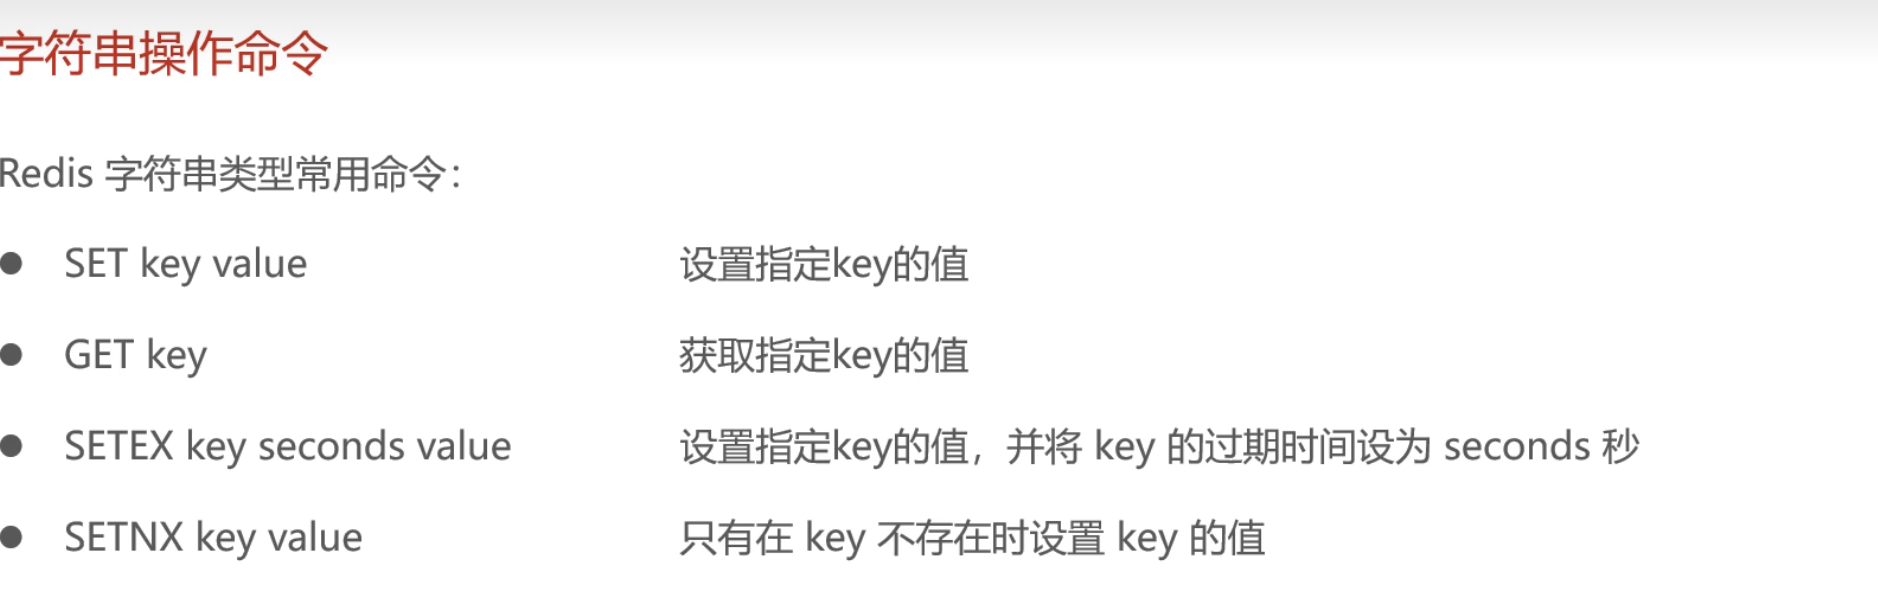 字符串操作命令
Redis 字符串类型常用命令：
● SET key value 设置指定key的值
● GET key 获取指定key的值
● SETEX key seconds value 设置指定key的值，并将 key 的过期时间设为 seconds 秒
● SETNX key value 只有在 key 不存在时设置 key 的值